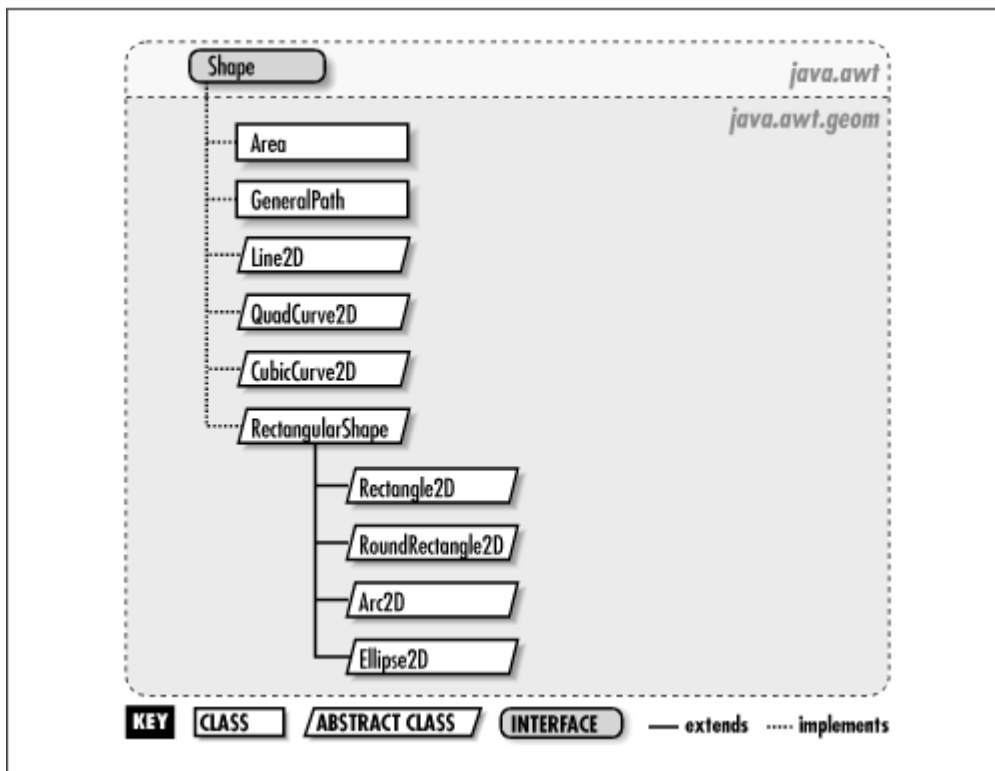 Shape
java.awt
java.awt.geom
Area
GeneralPath
Line2D
QuadCurve2D
CubicCurve2D
RectangularShape
Rectangle2D
RoundRectangle2D
Arc2D
Ellipse2D
KEY CLASS ABSTRACT CLASS INTERFACE extends implements